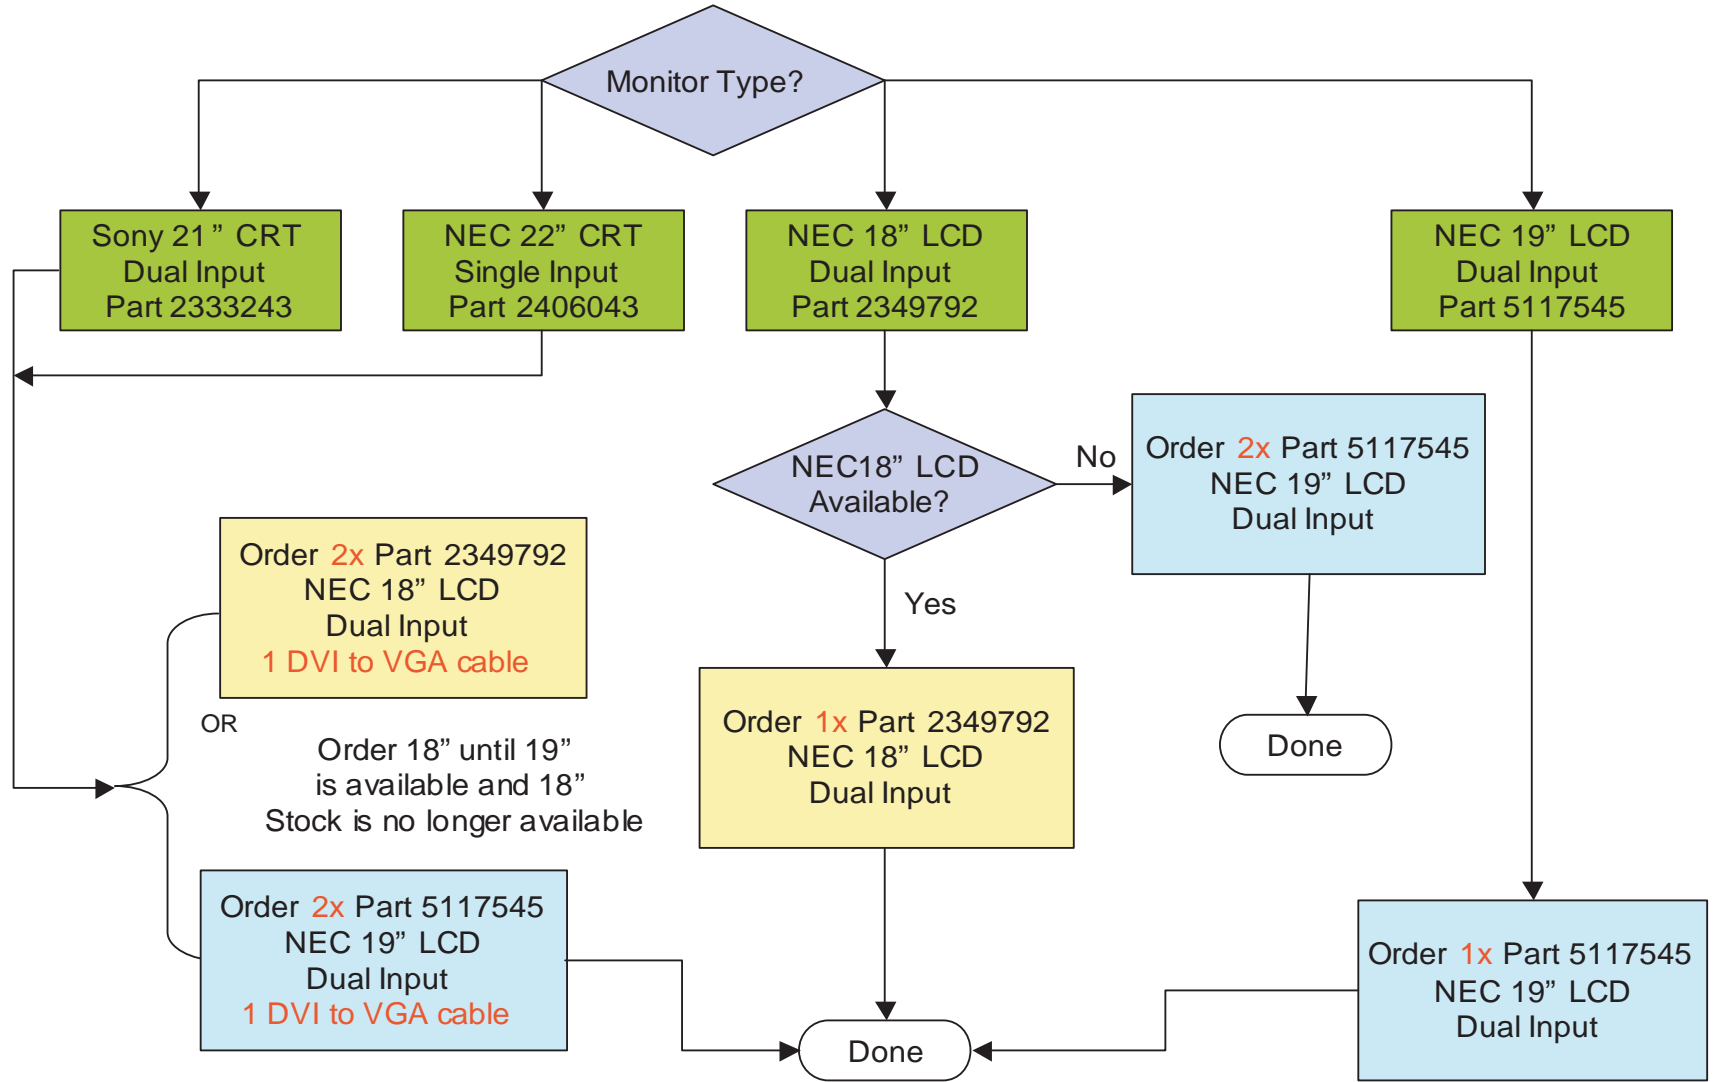 Monitor Type?
Sony 21" CRT
Dual Input
Part 2333243
NEC 22" CRT
Single Input
Part 2406043
NEC 18" LCD
Dual Input
Part 2349792
NEC 19" LCD
Dual Input
Part 5117545
NEC18" LCD
Available?
No
Order 2x Part 5117545
NEC 19" LCD
Dual Input
Yes
Order 2x Part 2349792
NEC 18" LCD
Dual Input
1 DVI to VGA cable
OR
Order 18" until 19"
is available and 18"
Stock is no longer available
Order 1x Part 2349792
NEC 18" LCD
Dual Input
Done
Order 2x Part 5117545
NEC 19" LCD
Dual Input
1 DVI to VGA cable
Order 1x Part 5117545
NEC 19" LCD
Dual Input
Done